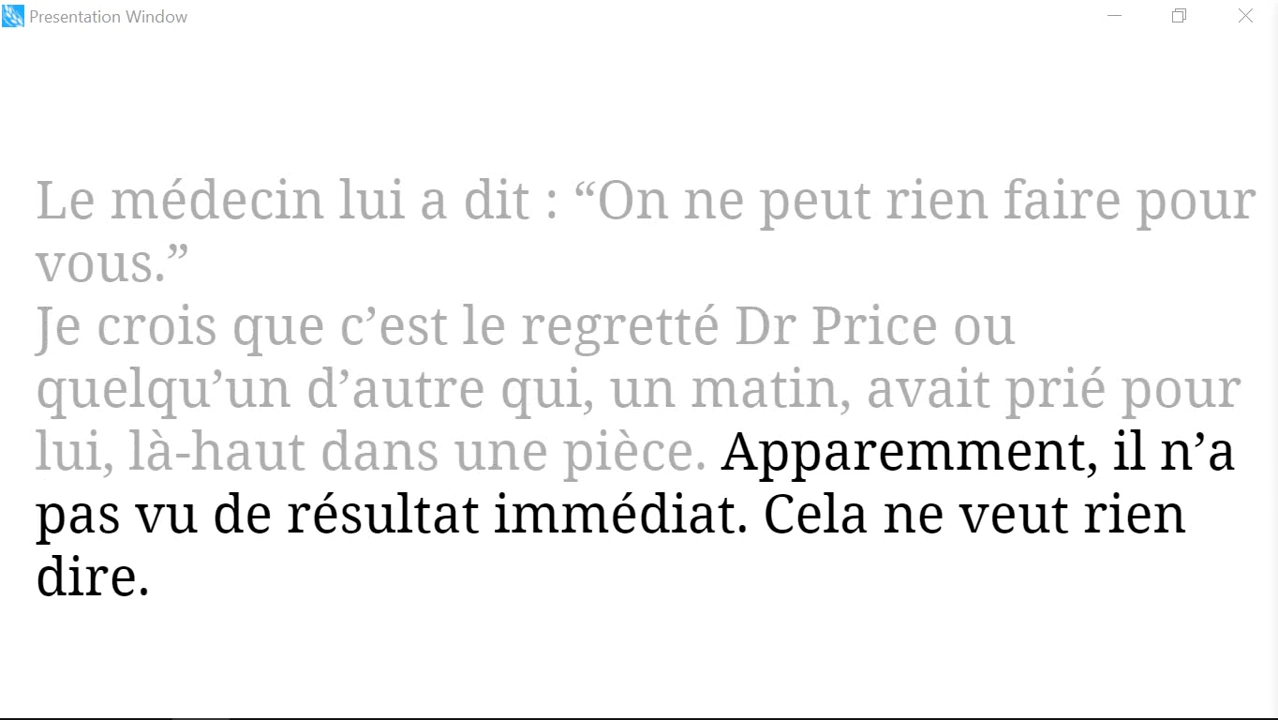 Presentation Window
Le médecin lui a dit : “On ne peut rien faire pour
vous.”
Je crois que c’est le regretté Dr Price ou
quelqu’un d’autre qui, un matin, avait prié pour
lui, là-haut dans une pièce. Apparemment, il n’a
pas vu de résultat immédiat. Cela ne veut rien
dire.